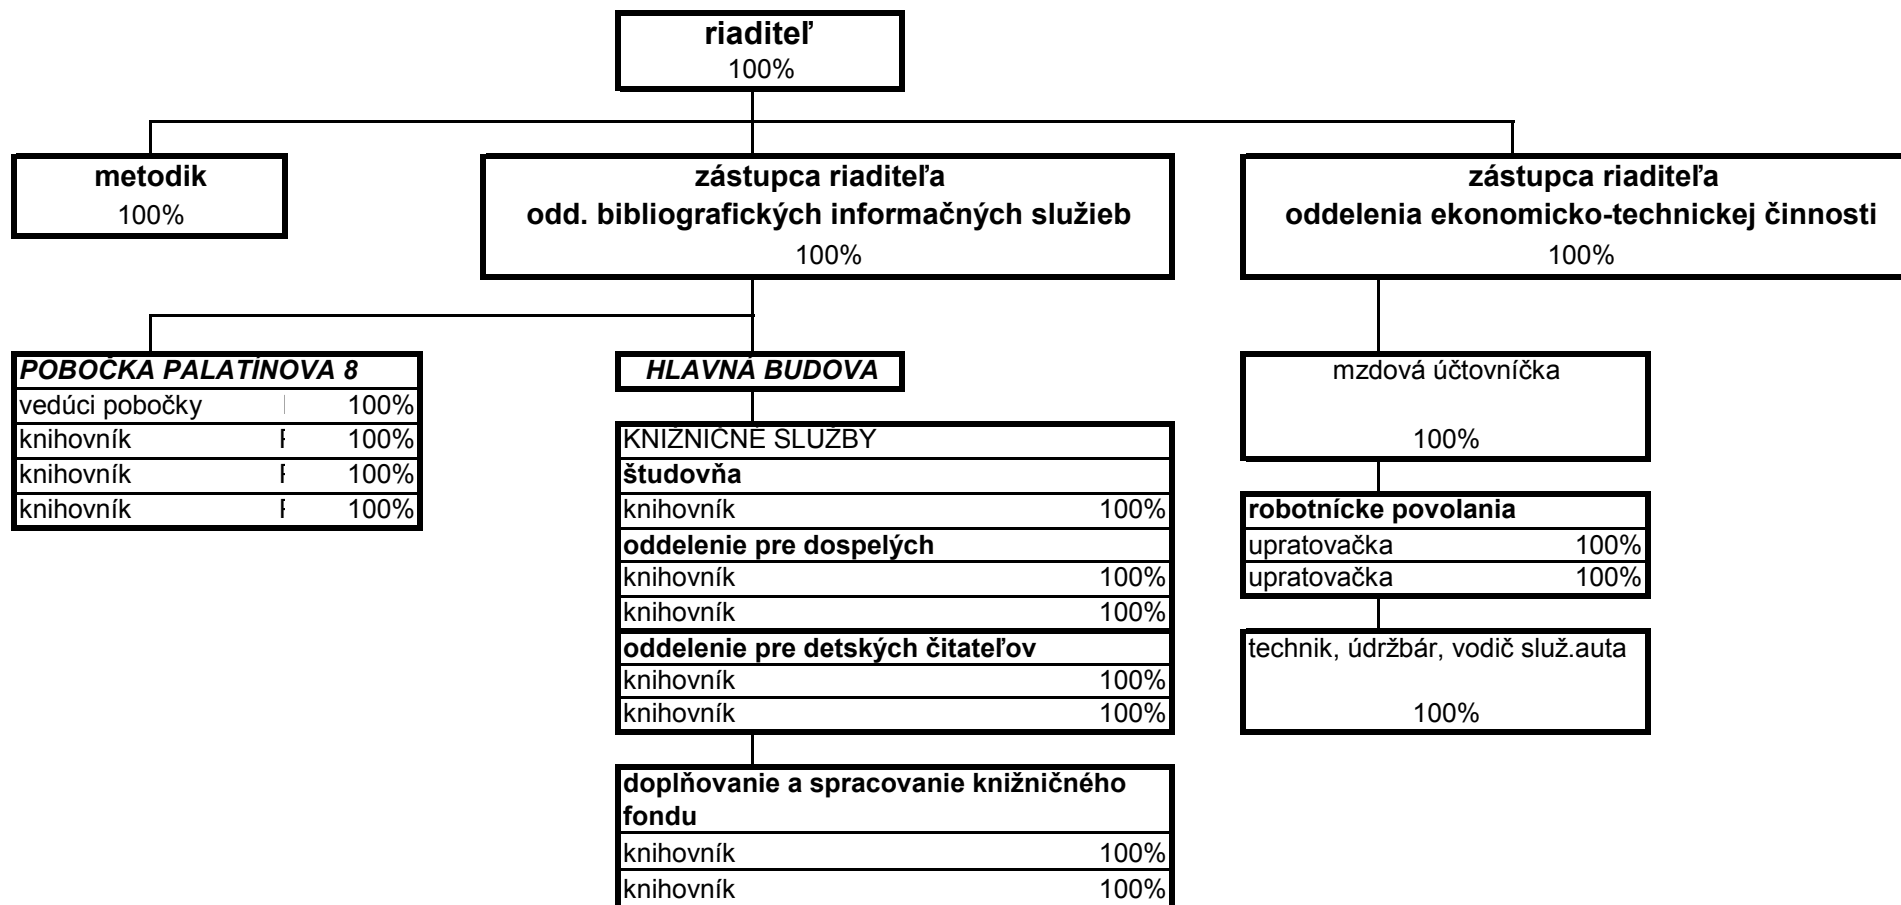 riaditeľ
100%
metodik
100%
zástupca riaditeľa
odd. bibliografických informačných služieb
100%
zástupca riaditeľa
oddelenia ekonomicko-technickej činnosti
100%
POBOČKA PALATÍNOVA 8
vedúci pobočky 100%
knihovník 100%
knihovník 100%
knihovník 100%
HLAVNÁ BUDOVA
KNIŽNIČNÉ SLUŽBY
študovňa
knihovník 100%
oddelenie pre dospelých
knihovník 100%
knihovník 100%
oddelenie pre detských čitateľov
knihovník 100%
knihovník 100%
doplňovanie a spracovanie knižničného
fondu
knihovník 100%
knihovník 100%
mzdová účtovníčka
100%
robotnícke povolania
upratovačka 100%
upratovačka 100%
technik, údržbár, vodič služ.auta
100%